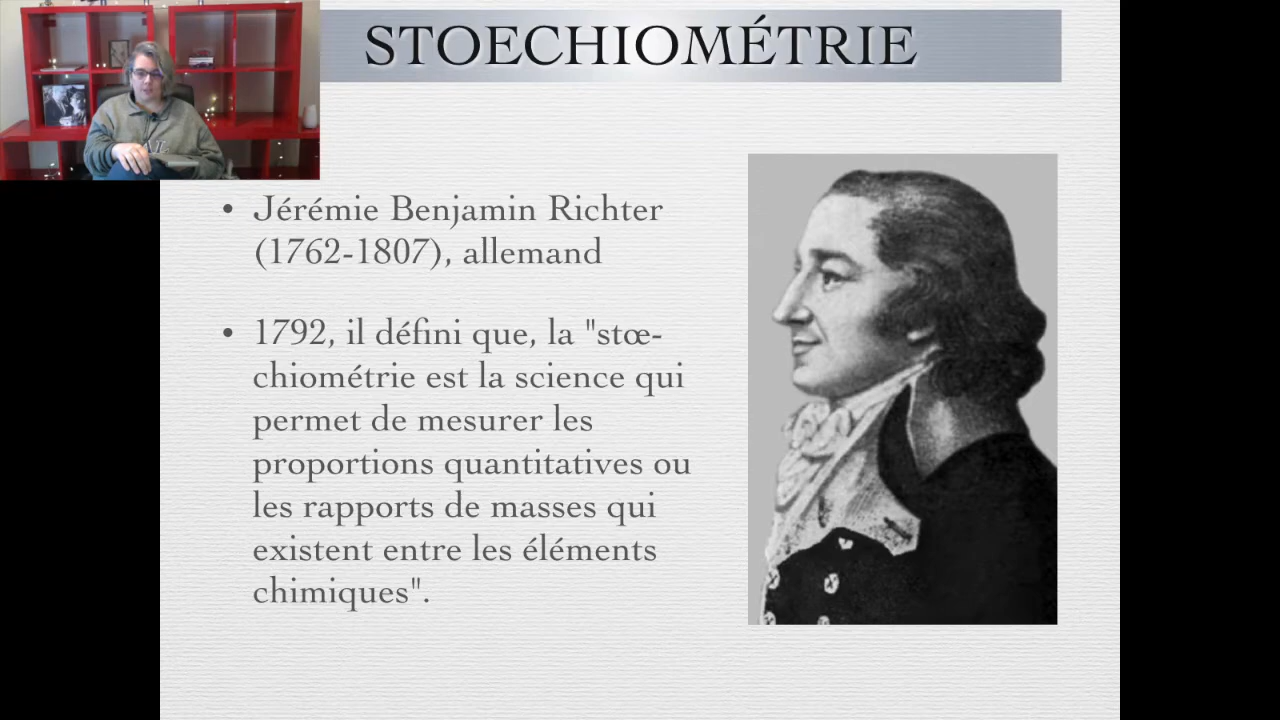 STOECHIOMÉTRIE
• Jérémie Benjamin Richter
(1762-1807), allemand
• 1792, il défini que, la "stœ-
chiométrie est la science qui
permet de mesurer les
proportions quantitatives ou
les rapports de masses qui
existent entre les éléments
chimiques".